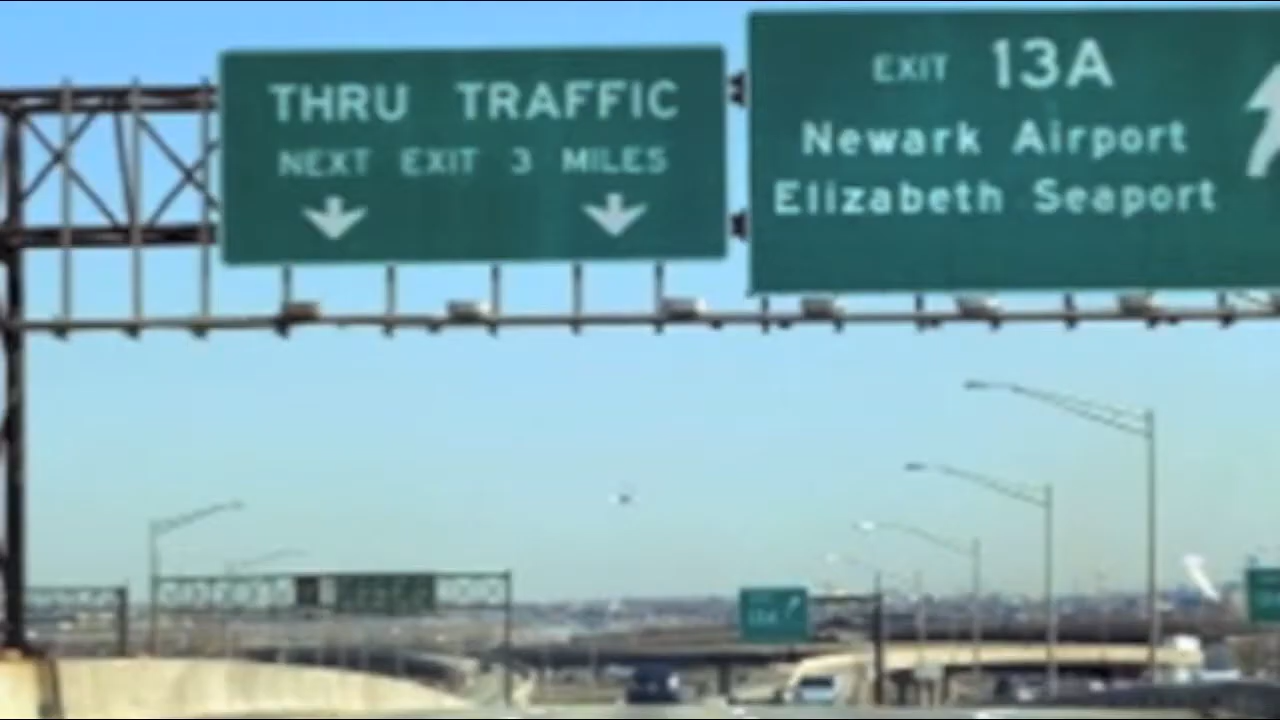 THRU TRAFFIC
NEXT EXIT 3 MILES
EXIT 13A
Newark Airport
Elizabeth Seaport